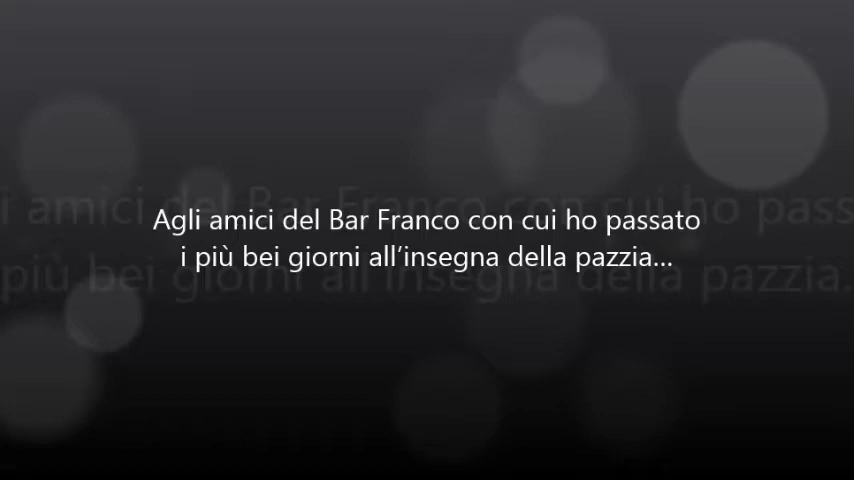 Agli amici del Bar Franco con cui ho passato
i più bei giorni all’insegna della pazzia...